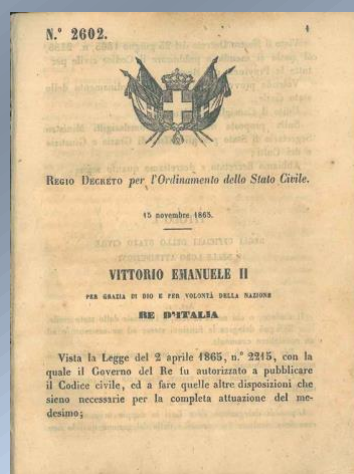 N.° 2602.
REGIO DECRETO per l'Ordinamento dello Stato Civile.
15 novembre 1865.
VITTORIO EMANUELE II
PER GRAZIA DI DIO E PER VOLONTÀ DELLA NAZIONE
RE D'ITALIA
Vista la Legge del 2 aprile 1865, n.° 2215, con la
quale il Governo del Re fu autorizzato a pubblicare
il Codice civile, ed a fare quelle altre disposizioni che
sieno necessarie per la completa attuazione del me-
desimo;